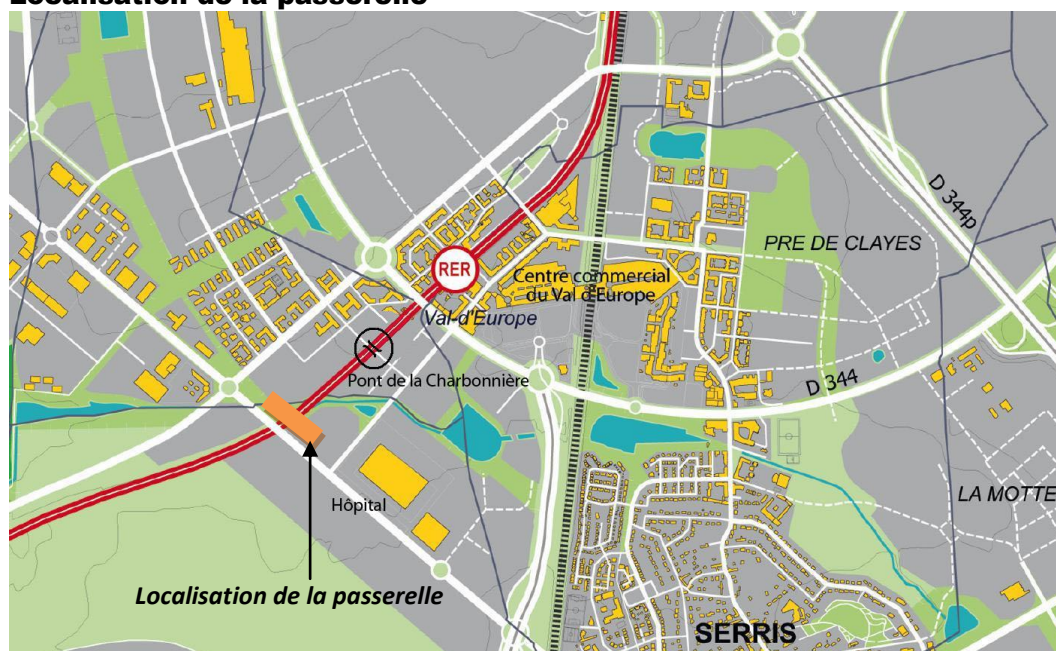 Localisation de la passerelle
D 344p
PRE DE CLAYES
RER
Centre commercial
du Val d'Europe
Val-d'Europe
Pont de la Charbonnière
D 344
LA MOTTE
Hôpital
Localisation de la passerelle
SERRIS